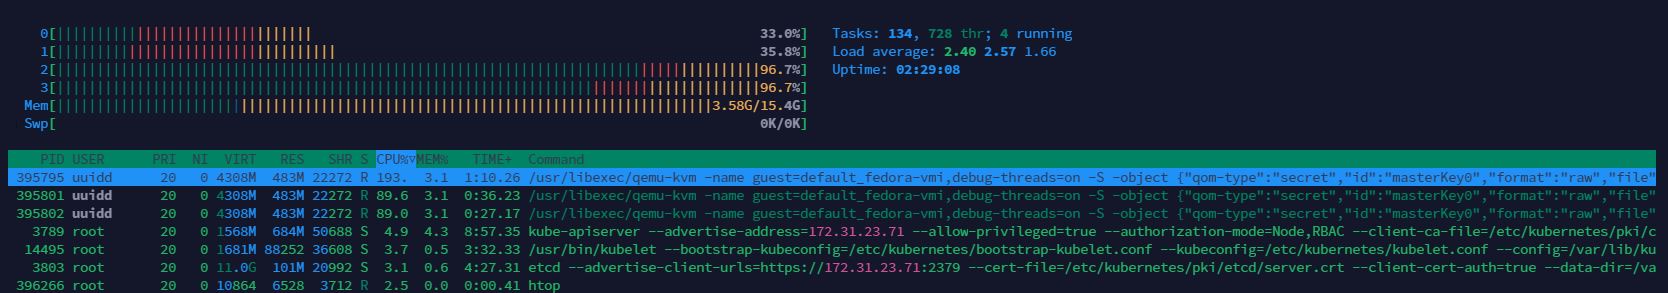 0[||||||||||||||||||||||||||||||||33.0%] Tasks: 134, 728 thr; 4 running
1[|||||||||||||||||||||||||||||||||||35.8%] Load average: 2.40 2.57 1.66
2[||||||||||||||||||||||||||||||||||||||||||||||||||||||||||||||||||||||||||||||||||||||||96.7%] Uptime: 02:29:08
3[||||||||||||||||||||||||||||||||||||||||||||||||||||||||||||||||||||||||||||||||||||||||96.7%]
Mem[||||||||||||||||||||||||||||||||||||||||||||||||||||||||||||||||||||||||||||||||||3.58G/15.4G]
Swp[ 0K/0K]
PID USER PRI NI VIRT RES SHR S CPU%▽MEM% TIME+ Command
395795 uuidd 20 0 4308M 483M 22272 R 193. 3.1 1:10.26 /usr/libexec/qemu-kvm -name guest=default_fedora-vmi,debug-threads=on -S -object {"qom-type":"secret","id":"masterKey0","format":"raw","file"
395801 uuidd 20 0 4308M 483M 22272 R 89.6 3.1 0:36.23 /usr/libexec/qemu-kvm -name guest=default_fedora-vmi,debug-threads=on -S -object {"qom-type":"secret","id":"masterKey0","format":"raw","file"
395802 uuidd 20 0 4308M 483M 22272 R 89.0 3.1 0:27.17 /usr/libexec/qemu-kvm -name guest=default_fedora-vmi,debug-threads=on -S -object {"qom-type":"secret","id":"masterKey0","format":"raw","file"
3789 root 20 0 1568M 684M 50688 S 4.9 4.3 8:57.35 kube-apiserver --advertise-address=172.31.23.71 --allow-privileged=true --authorization-mode=Node,RBAC --client-ca-file=/etc/kubernetes/pki/c
14495 root 20 0 1681M 88252 36608 S 3.7 0.5 3:32.33 /usr/bin/kubelet --bootstrap-kubeconfig=/etc/kubernetes/bootstrap-kubelet.conf --kubeconfig=/etc/kubernetes/kubelet.conf --config=/var/lib/ku
3803 root 20 0 11.0G 101M 20992 S 3.1 0.6 4:27.31 etcd --advertise-client-urls=https://172.31.23.71:2379 --cert-file=/etc/kubernetes/pki/etcd/server.crt --client-cert-auth=true --data-dir=/va
396266 root 20 0 10864 6528 3712 R 2.5 0.0 0:00.41 htop